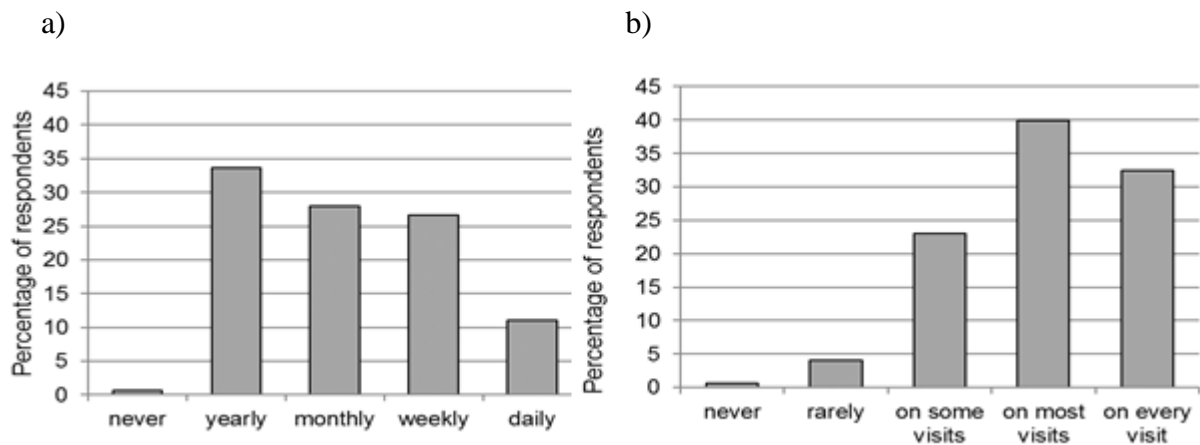 a)
b)
Percentage of respondents
45
40
35
30
25
20
15
10
5
0
never yearly monthly weekly daily
Percentage of respondents
45
40
35
30
25
20
15
10
5
0
never rarely on some on most on every
visits visits visit